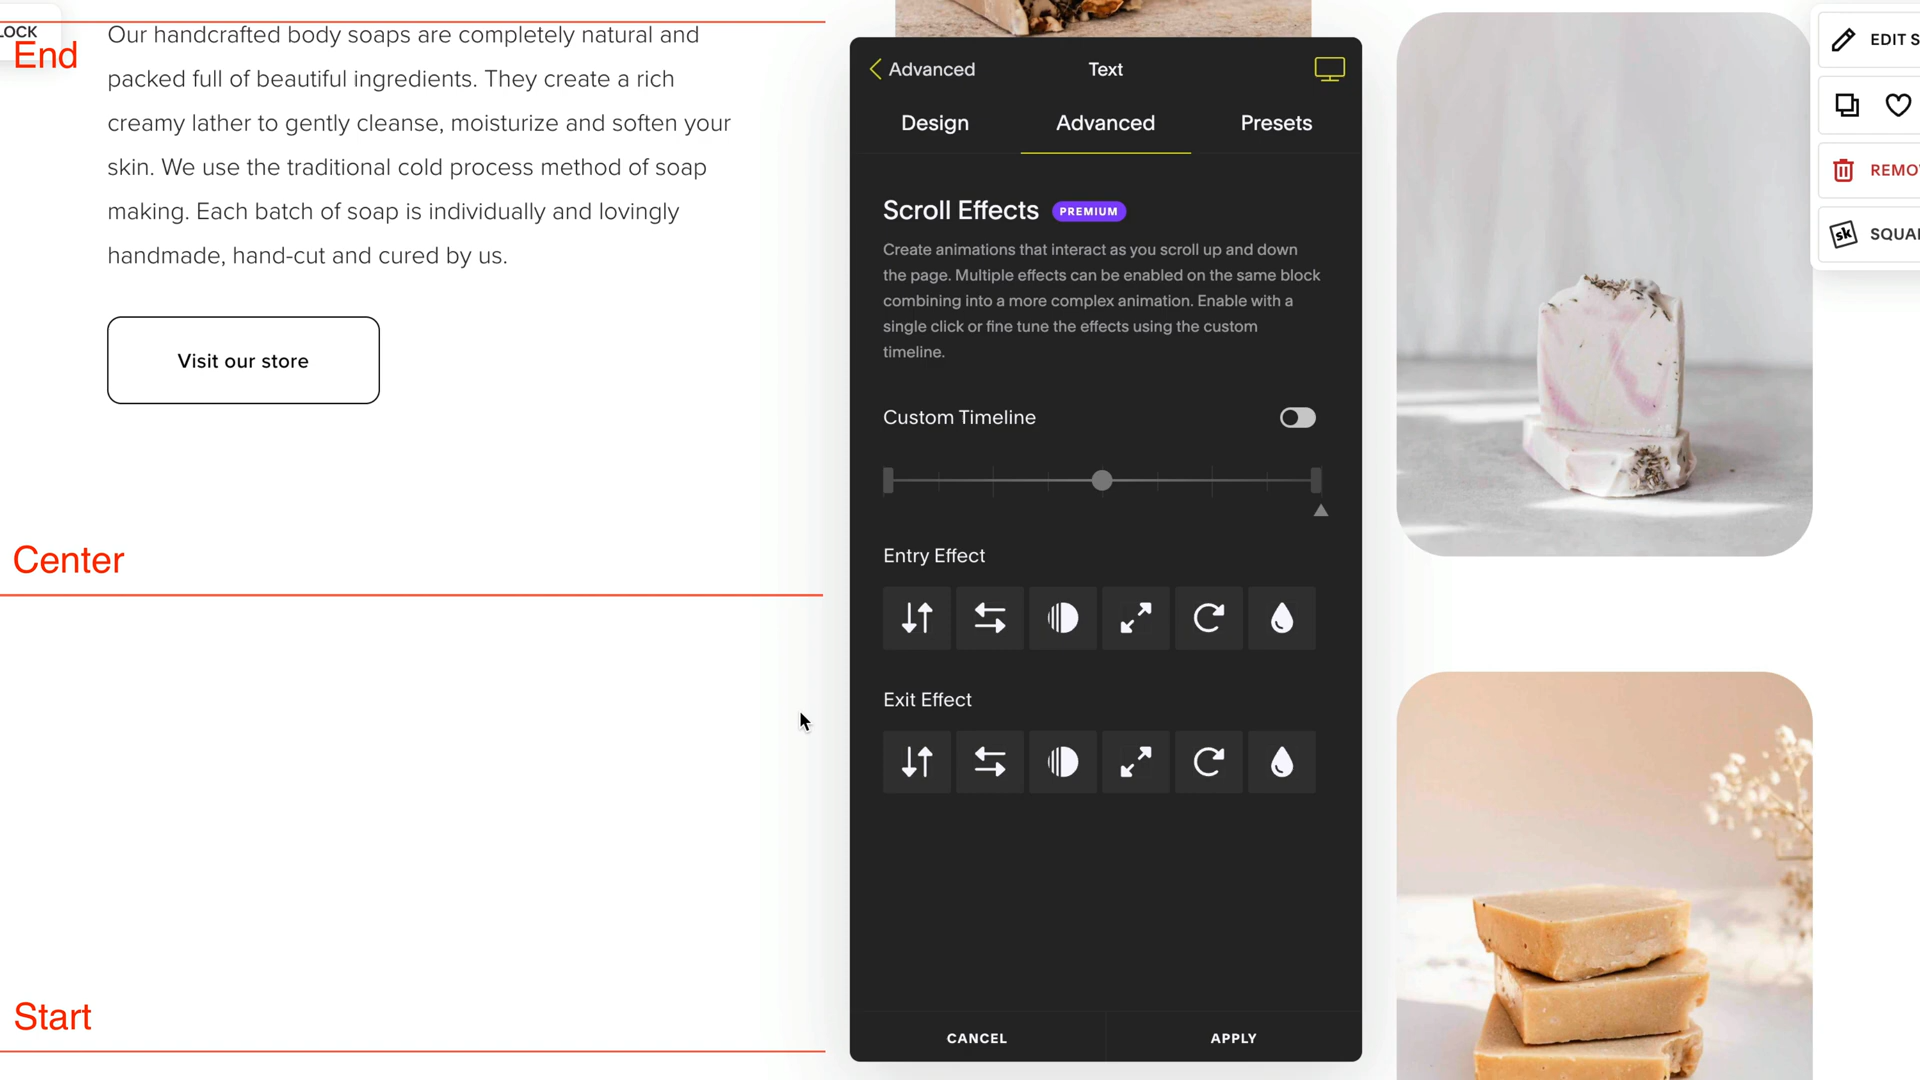 LOCK
End
Our handcrafted body soaps are completely natural and
packed full of beautiful ingredients. They create a rich
creamy lather to gently cleanse, moisturize and soften your
skin. We use the traditional cold process method of soap
making. Each batch of soap is individually and lovingly
handmade, hand-cut and cured by us.
Visit our store
Center
Start
Advanced
Text
Design
Advanced
Presets
Scroll Effects
PREMIUM
Create animations that interact as you scroll up and down
the page. Multiple effects can be enabled on the same block
combining into a more complex animation. Enable with a
single click or fine tune the effects using the custom
timeline.
Custom Timeline
Entry Effect
Exit Effect
CANCEL
APPLY
EDIT S
REMO
sk
SQUA